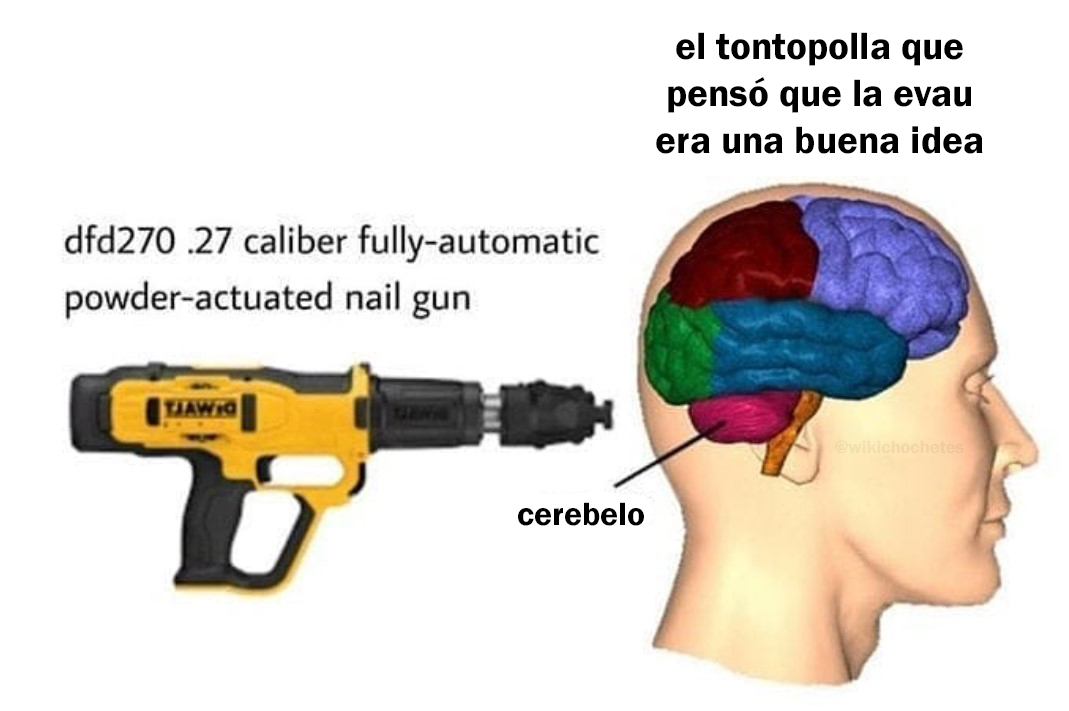 el tontopolla que
pensó que la evau
era una buena idea
dfd270 .27 caliber fully-automatic
powder-actuated nail gun
@wikichochetes
cerebelo